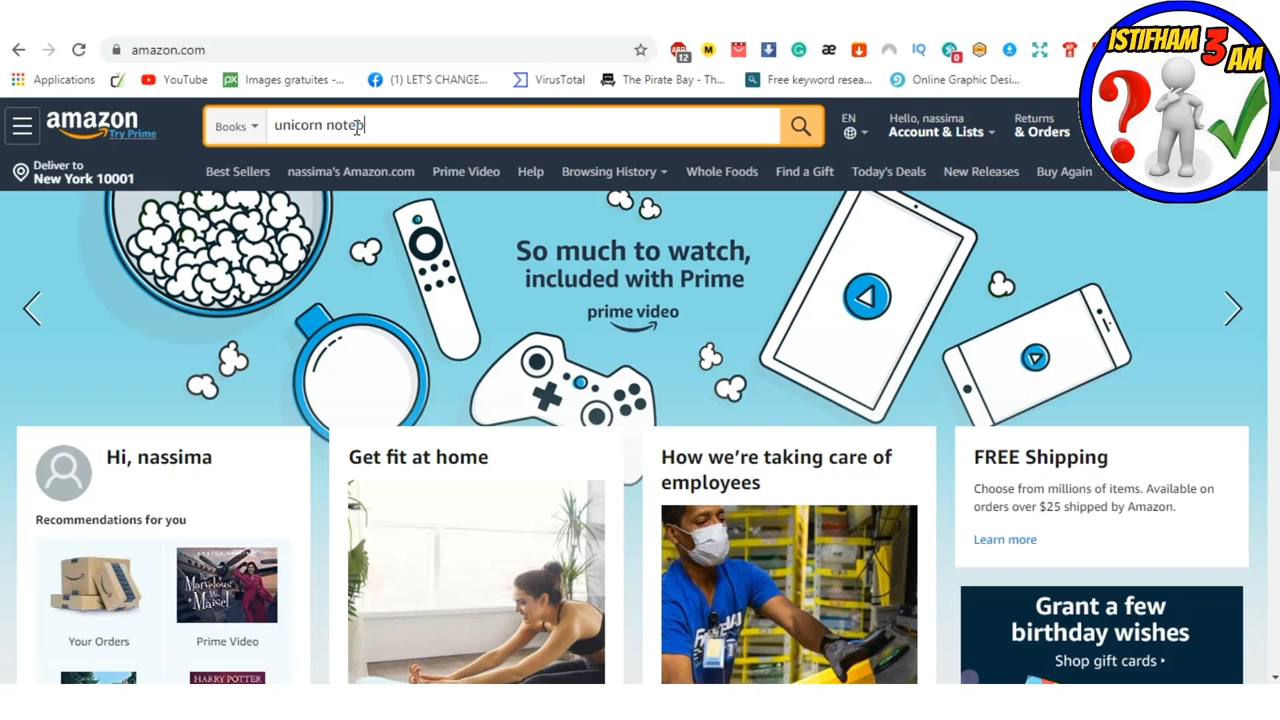 amazon.com
ISTIFHAM 3 AM
Applications
YouTube
Images gratuites -...
(1) LET'S CHANGE...
VirusTotal
The Pirate Bay - Th...
Free keyword resea...
Online Graphic Desi...
amazon
Try Prime
Books
unicorn notep
EN
Hello, nassima
Account & Lists
Returns
& Orders
Deliver to
New York 10001
Best Sellers
nassima's Amazon.com
Prime Video
Help
Browsing History
Whole Foods
Find a Gift
Today's Deals
New Releases
Buy Again
So much to watch,
included with Prime
prime video
Hi, nassima
Recommendations for you
Your Orders
MARVELOUS
MRS.
MAISEL
Prime Video
HARRY POTTER
Get fit at home
How we're taking care of
employees
FREE Shipping
Choose from millions of items. Available on
orders over $25 shipped by Amazon.
Learn more
Grant a few
birthday wishes
Shop gift cards